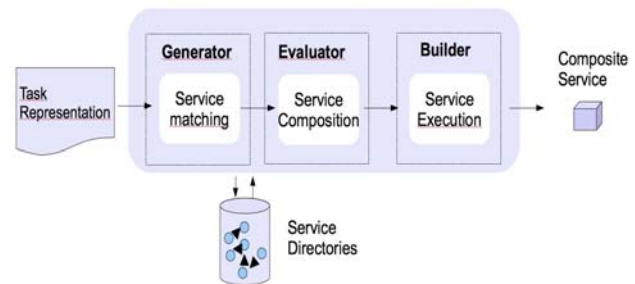 Generator
Evaluator
Builder
Composite
Service
Task
Representation
Service
matching
Service
Composition
Service
Execution
Service
Directories